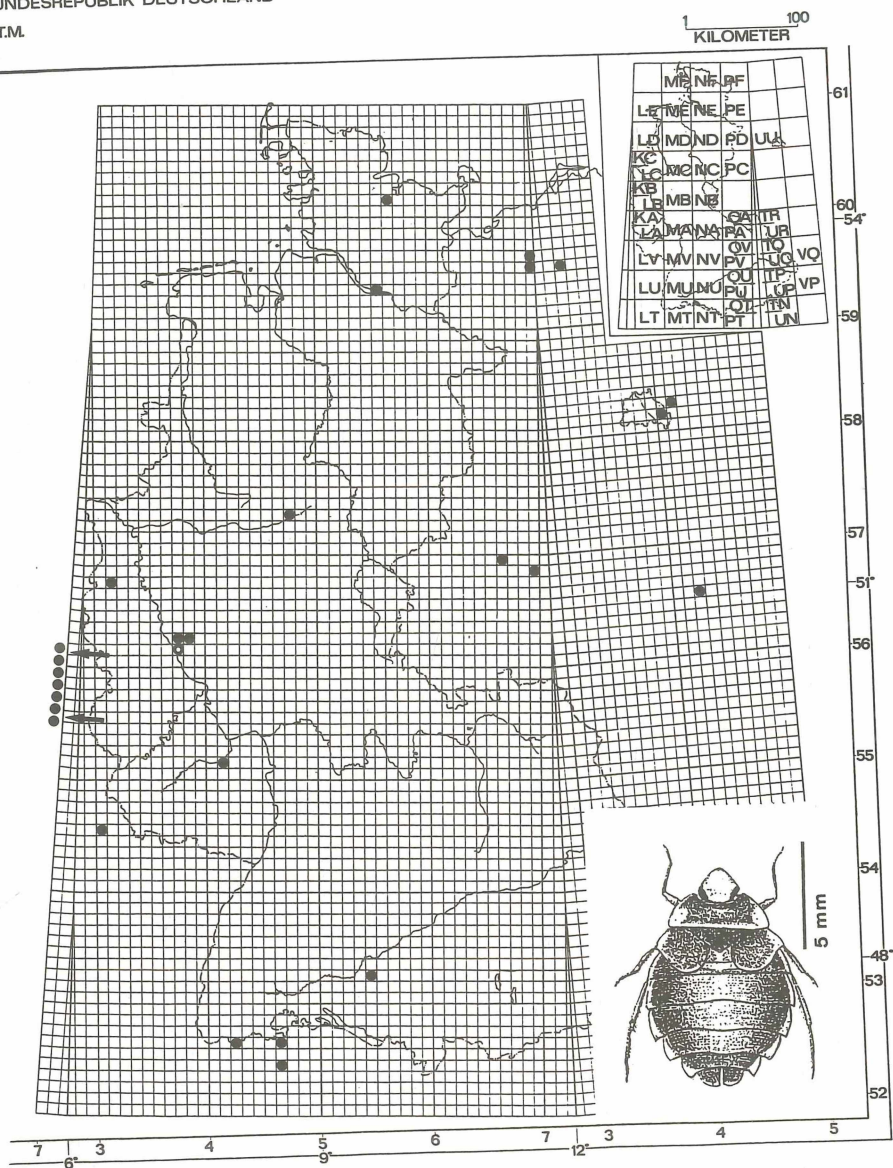 UNDESREPUBLIK DEUTSCHLAND
T.M.
1 100
KILOMETER
MF NF PF
LE ME NE PE
LD MD ND PD UU
KC
LC MC NC PC
KB
LB MB NB
KA QA TR
LA MA NA PA UR
QV TQ
LV MV NV PV UQ VQ
QU TP
LU MU NU PU UP VP
QT TN
LT MT NT PT UN
61
60
54°
59
58
57
51°
56
55
54
48°
53
52
5 mm
7 3 4 5 6 7 3 4 5
6° 9° 12°